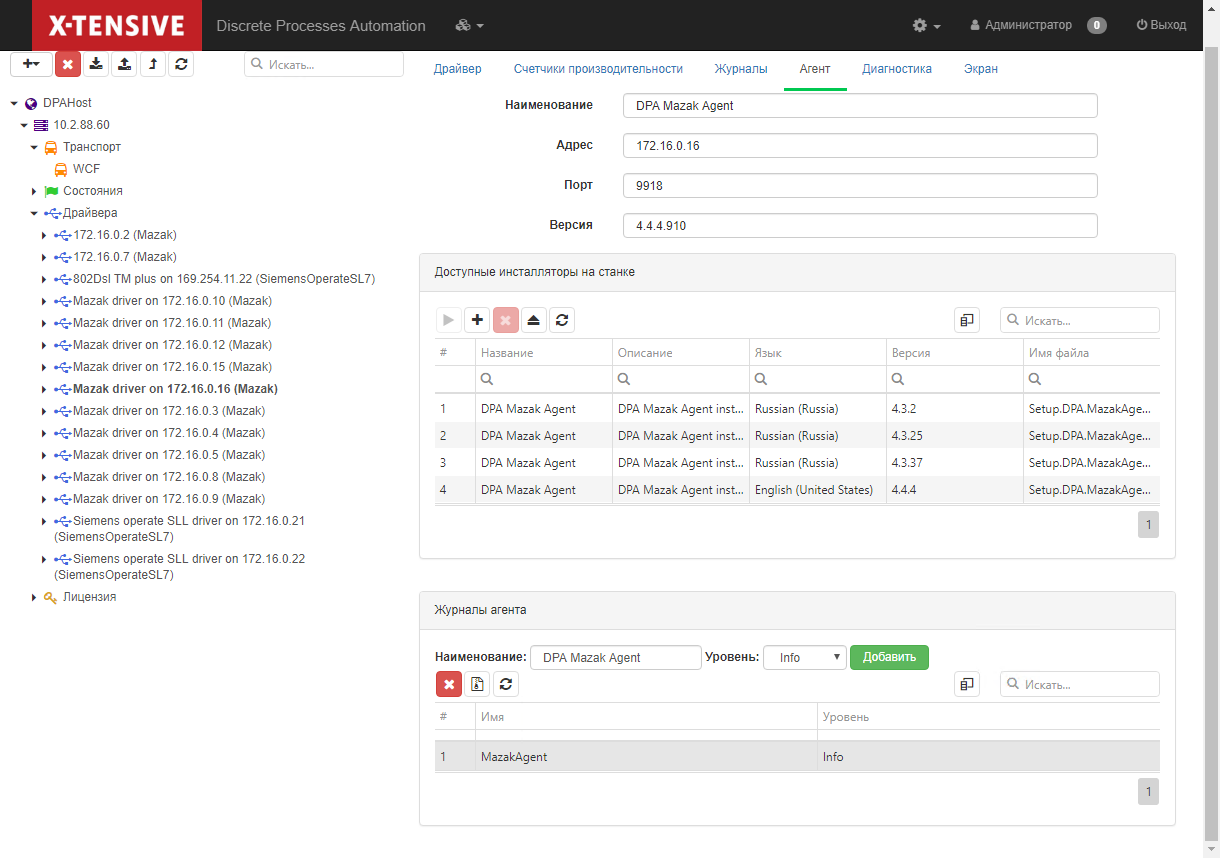 X-TENSIVE Discrete Processes Automation Администратор 0 Выход
Искать...
Драйвер Счетчики производительности Журналы Агент Диагностика Экран
DPAHost
10.2.88.60
Транспорт
WCF
Состояния
Драйвера
172.16.0.2 (Mazak)
172.16.0.7 (Mazak)
802Dsl TM plus on 169.254.11.22 (SiemensOperateSL7)
Mazak driver on 172.16.0.10 (Mazak)
Mazak driver on 172.16.0.11 (Mazak)
Mazak driver on 172.16.0.12 (Mazak)
Mazak driver on 172.16.0.15 (Mazak)
Mazak driver on 172.16.0.16 (Mazak)
Mazak driver on 172.16.0.3 (Mazak)
Mazak driver on 172.16.0.4 (Mazak)
Mazak driver on 172.16.0.5 (Mazak)
Mazak driver on 172.16.0.8 (Mazak)
Mazak driver on 172.16.0.9 (Mazak)
Siemens operate SLL driver on 172.16.0.21
(SiemensOperateSL7)
Siemens operate SLL driver on 172.16.0.22
(SiemensOperateSL7)
Лицензия
Наименование DPA Mazak Agent
Адрес 172.16.0.16
Порт 9918
Версия 4.4.4.910
Доступные инсталляторы на станке
Искать...
# Название Описание Язык Версия Имя файла
1 DPA Mazak Agent DPA Mazak Agent inst... Russian (Russia) 4.3.2 Setup.DPA.MazakAge...
2 DPA Mazak Agent DPA Mazak Agent inst... Russian (Russia) 4.3.25 Setup.DPA.MazakAge...
3 DPA Mazak Agent DPA Mazak Agent inst... Russian (Russia) 4.3.37 Setup.DPA.MazakAge...
4 DPA Mazak Agent DPA Mazak Agent inst... English (United States) 4.4.4 Setup.DPA.MazakAge...
1
Журналы агента
Наименование: DPA Mazak Agent Уровень: Info Добавить
Искать...
# Имя Уровень
1 MazakAgent Info
1